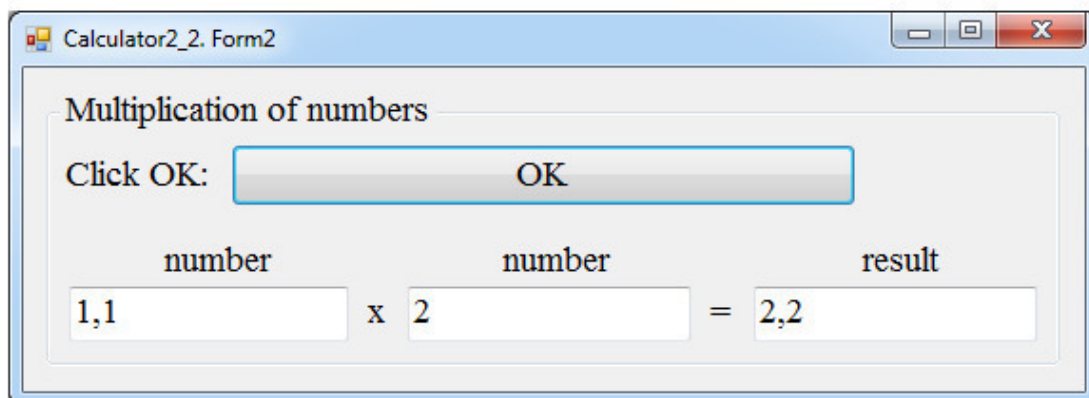 Calculator2_2. Form2
Multiplication of numbers
Click OK: OK
number number result
1,1 x 2 = 2,2